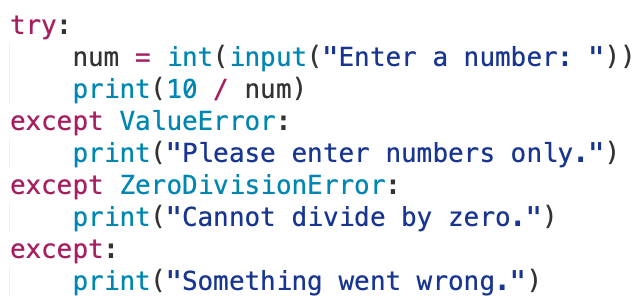 try:
    num = int(input("Enter a number: "))
    print(10 / num)
except ValueError:
    print("Please enter numbers only.")
except ZeroDivisionError:
    print("Cannot divide by zero.")
except:
    print("Something went wrong.")